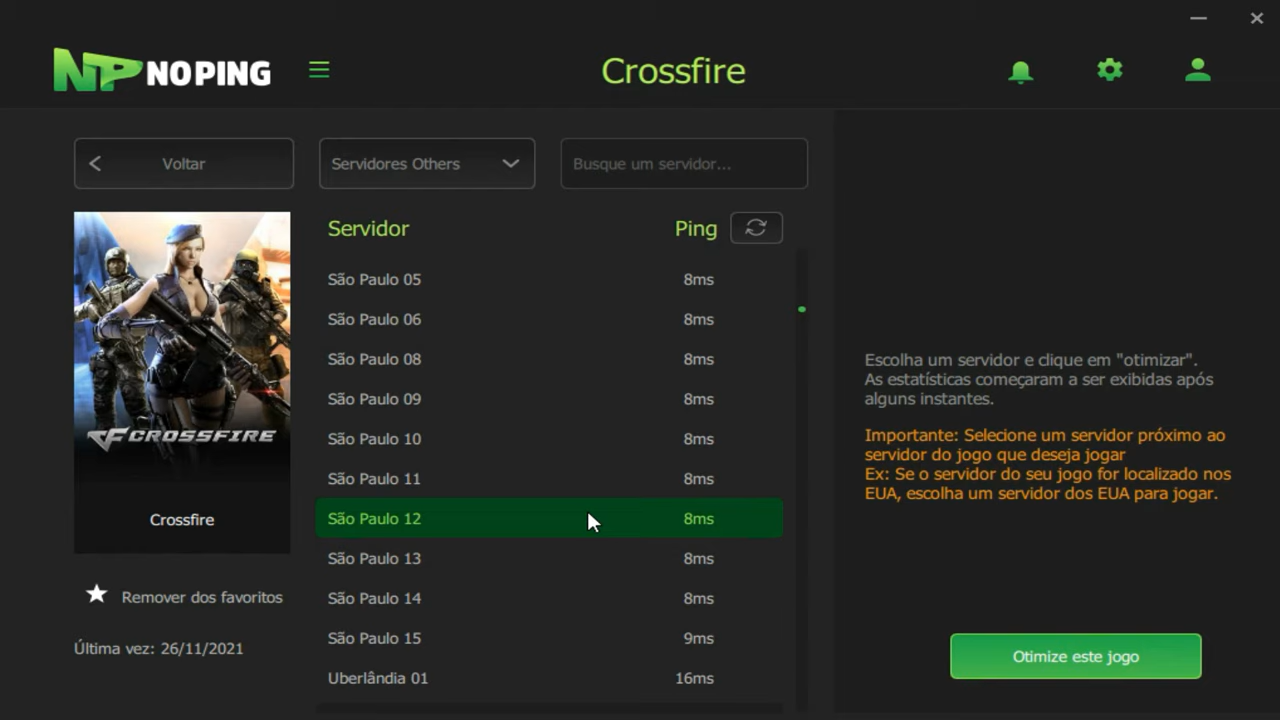 NP NOPING
Crossfire
Voltar
Servidores Others
Busque um servidor...
Servidor Ping
São Paulo 05 8ms
São Paulo 06 8ms
São Paulo 08 8ms
São Paulo 09 8ms
São Paulo 10 8ms
São Paulo 11 8ms
São Paulo 12 8ms
São Paulo 13 8ms
São Paulo 14 8ms
São Paulo 15 9ms
Uberlândia 01 16ms
CF CROSSFIRE
Crossfire
Remover dos favoritos
Última vez: 26/11/2021
Escolha um servidor e clique em "otimizar".
As estatísticas começaram a ser exibidas após
alguns instantes.
Importante: Selecione um servidor próximo ao
servidor do jogo que deseja jogar
Ex: Se o servidor do seu jogo for localizado nos
EUA, escolha um servidor dos EUA para jogar.
Otimize este jogo